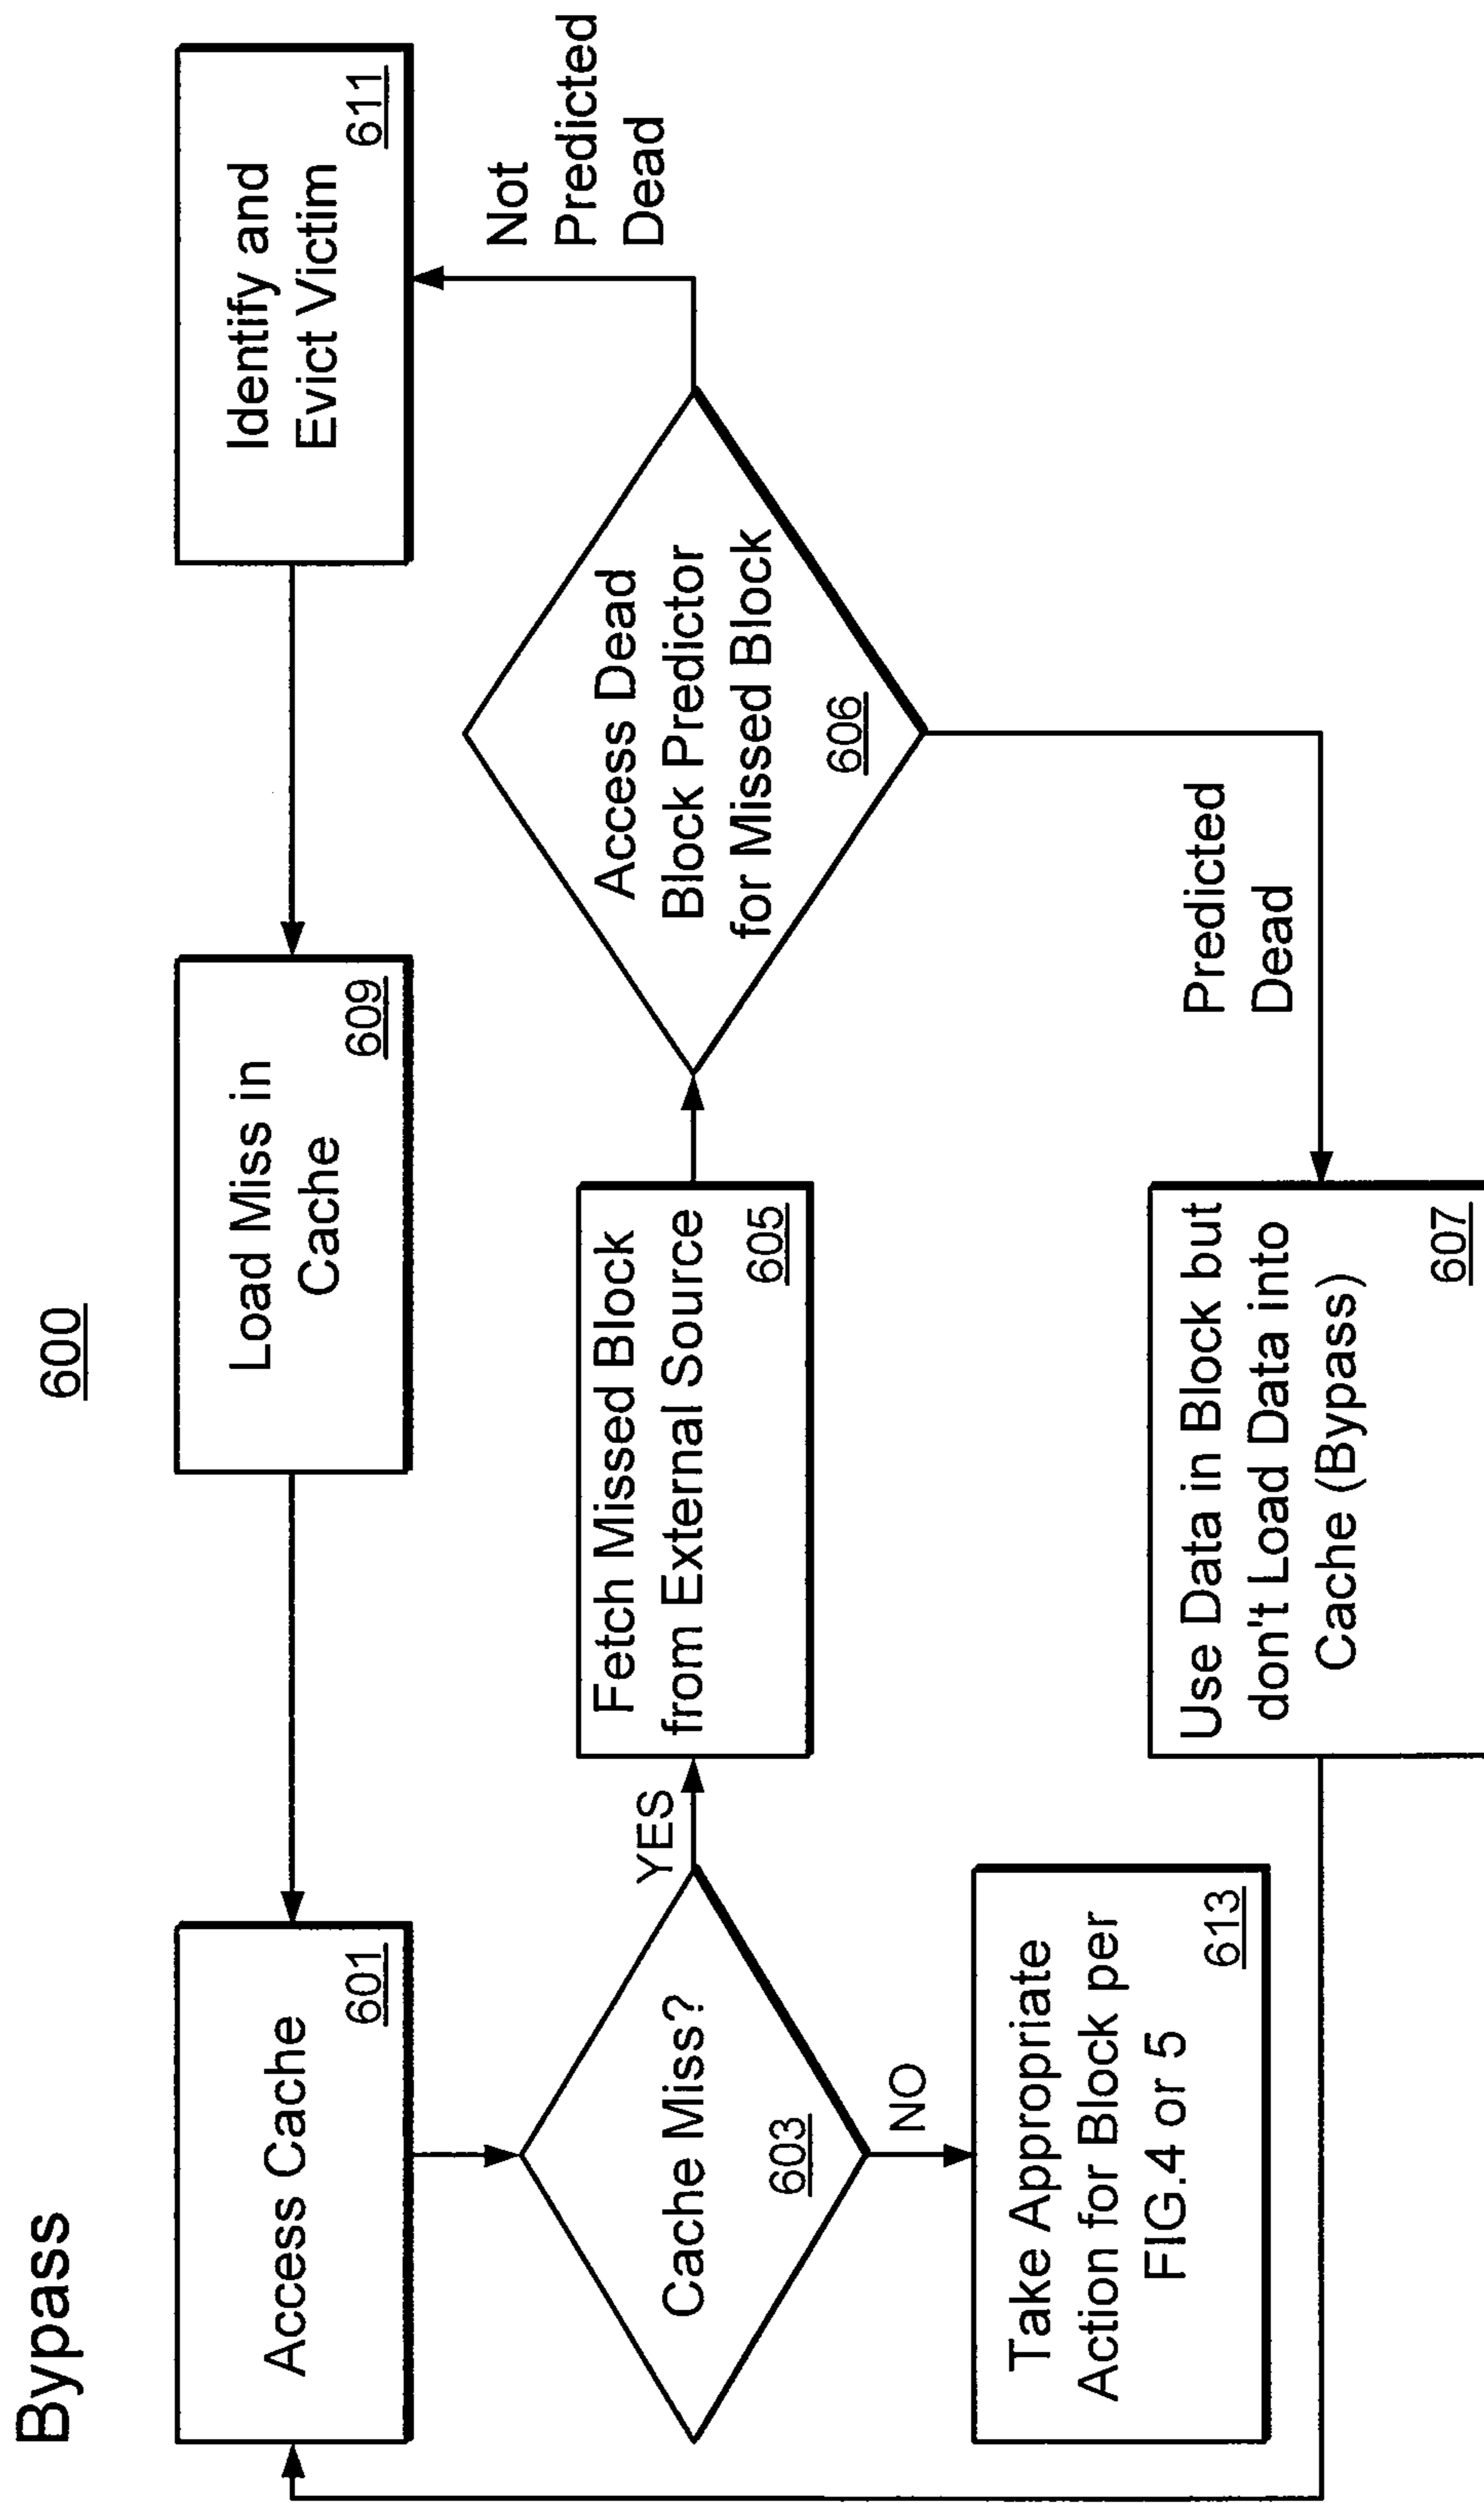 Bypass
600
Access Cache
601
Load Miss in
Cache
609
Identify and
Evict Victim
611
Cache Miss?
603
YES
NO
Fetch Missed Block
from External Source
605
Access Dead
Block Predictor
for Missed Block
606
Not
Predicted
Dead
Predicted
Dead
Take Appropriate
Action for Block per
FIG.4 or 5
613
Use Data in Block but
don't Load Data into
Cache (Bypass)
607